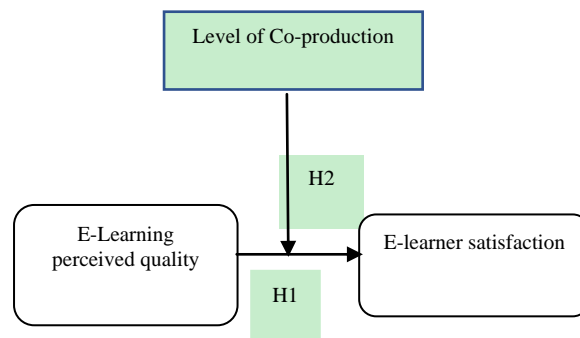 Level of Co-production
H2
E-Learning
perceived quality
E-learner satisfaction
H1